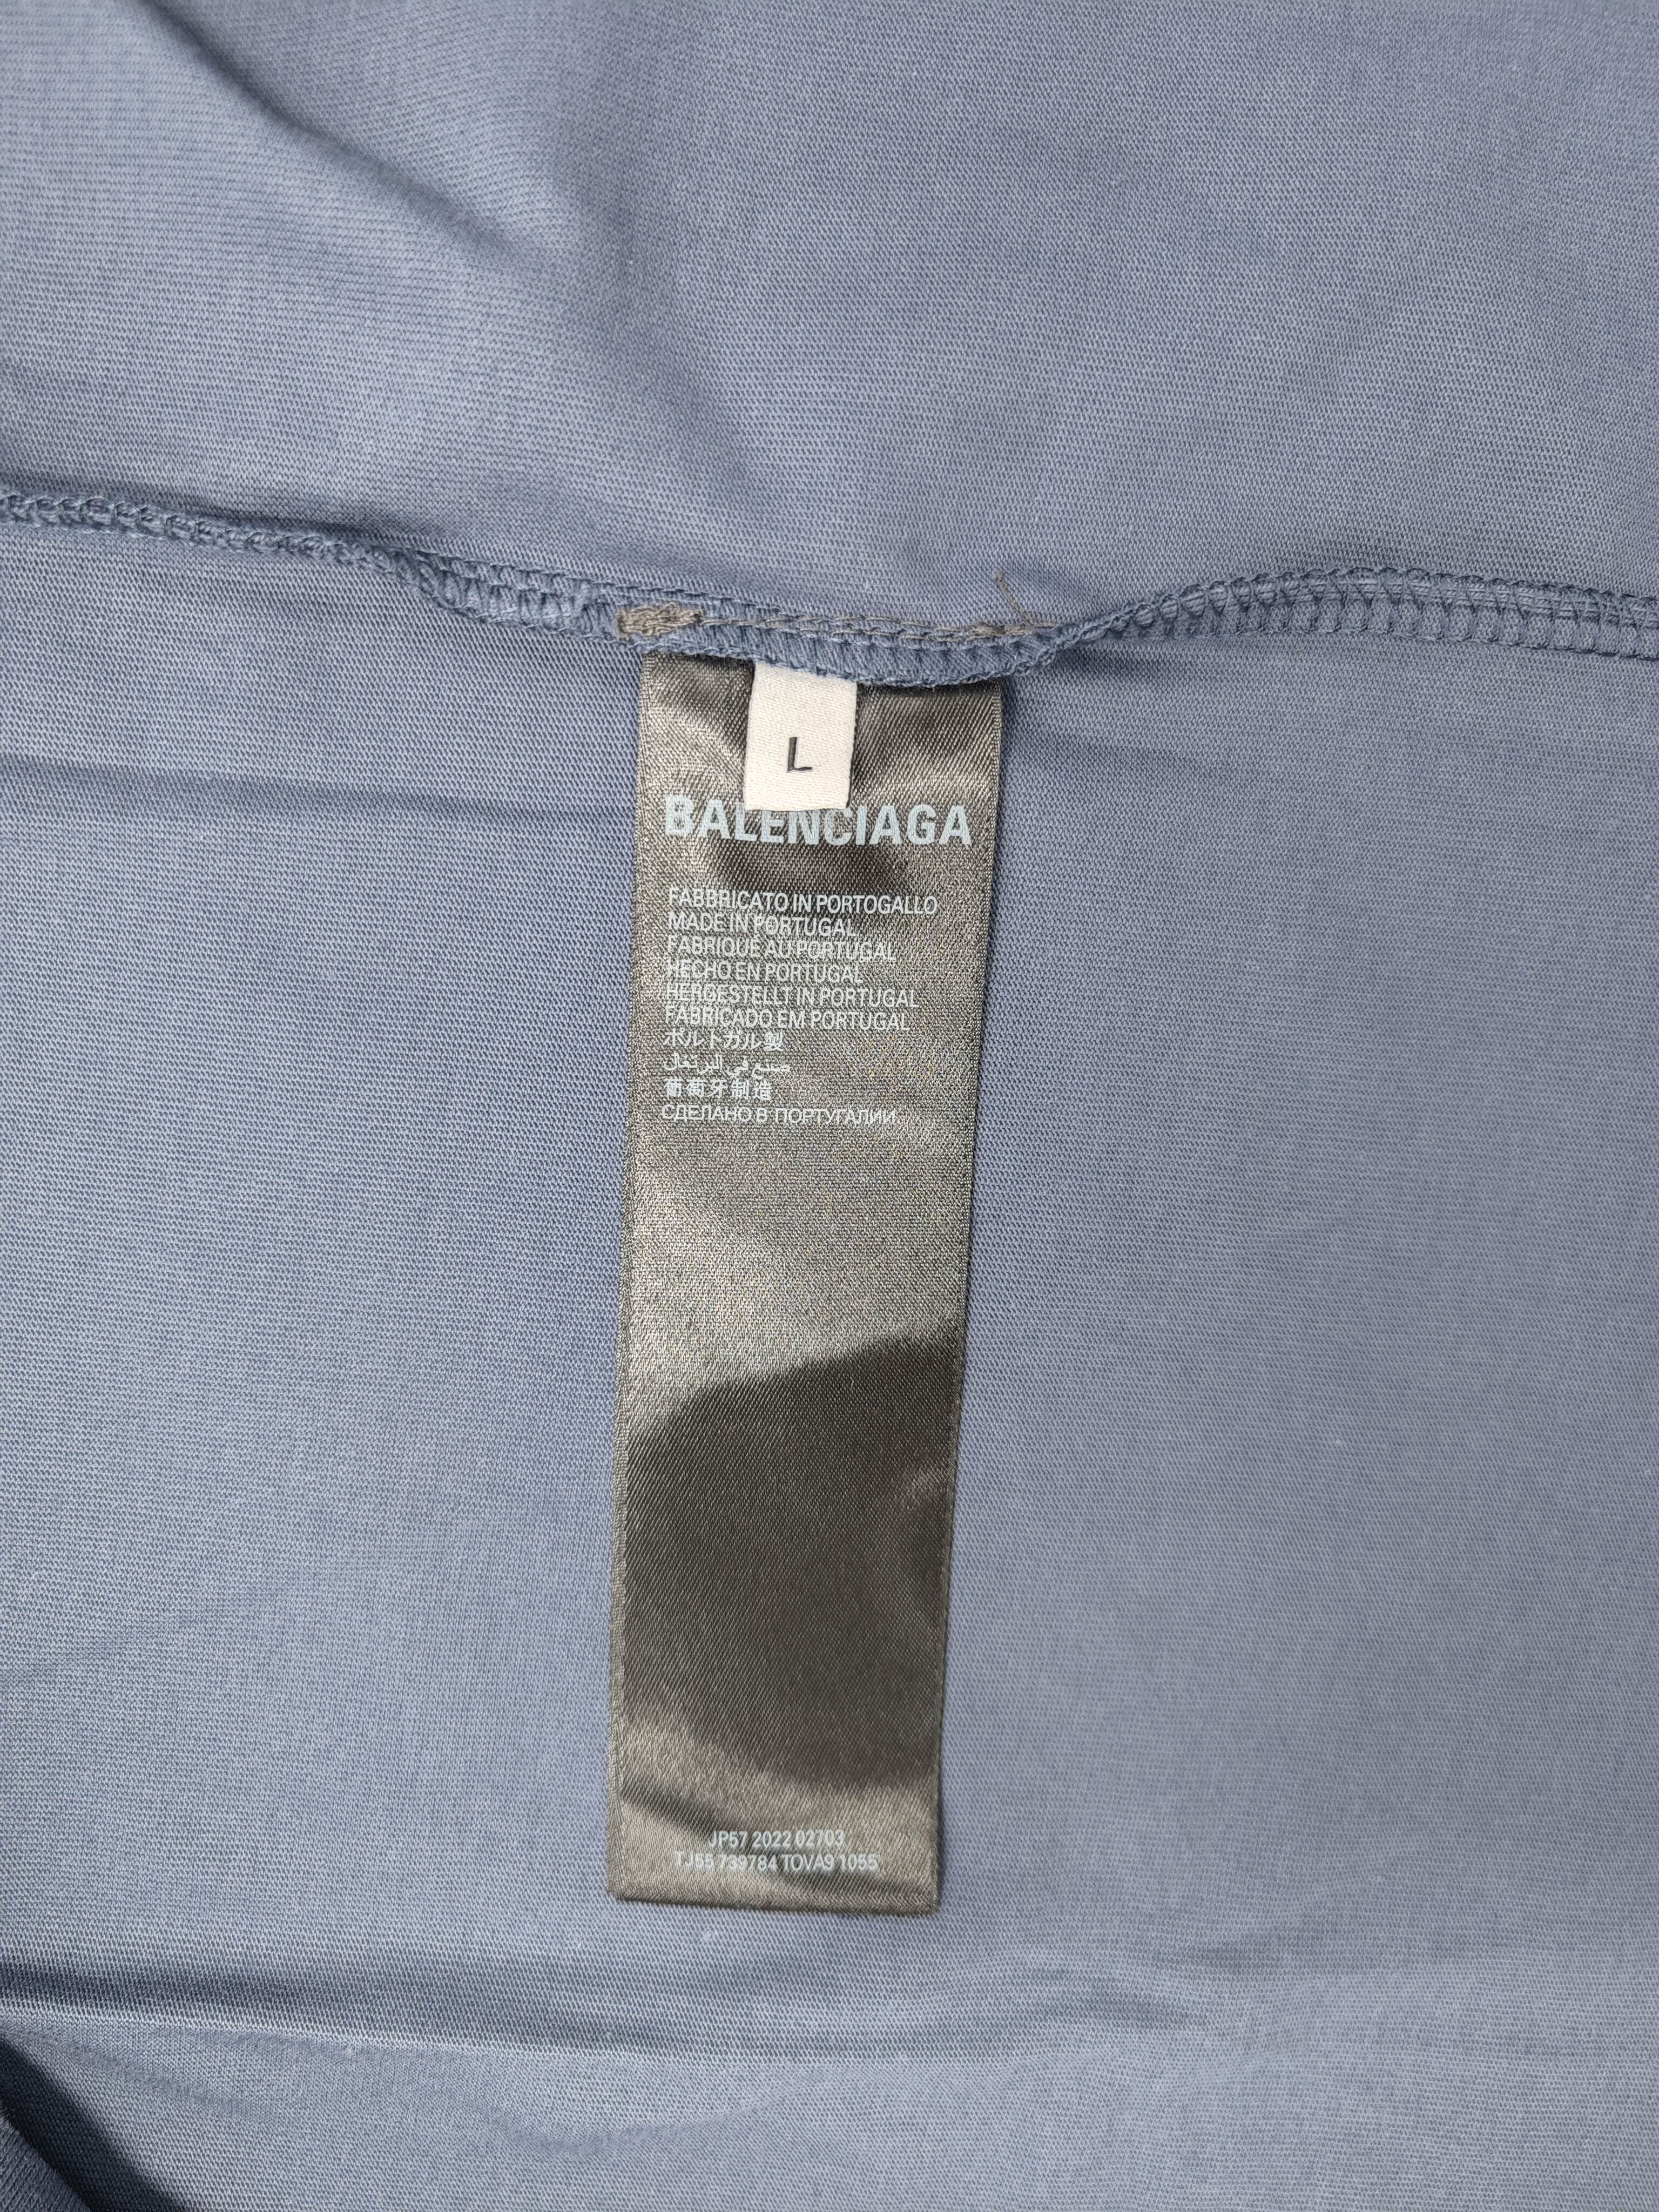 L
BALENCIAGA
FABBRICATO IN PORTOGALLO
MADE IN PORTUGAL
FABRIQUE AU PORTUGAL
HECHO EN PORTUGAL
HERGESTELLT IN PORTUGAL
FABRICADO EM PORTUGAL
ポルトガル製
صنع في البرتغال
葡萄牙制造
СДЕЛАНО В ПОРТУГАЛИИ
JP57 2022 02703
TJ55 739784 TOVA9 1055